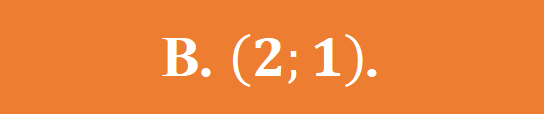 B. (2; 1).